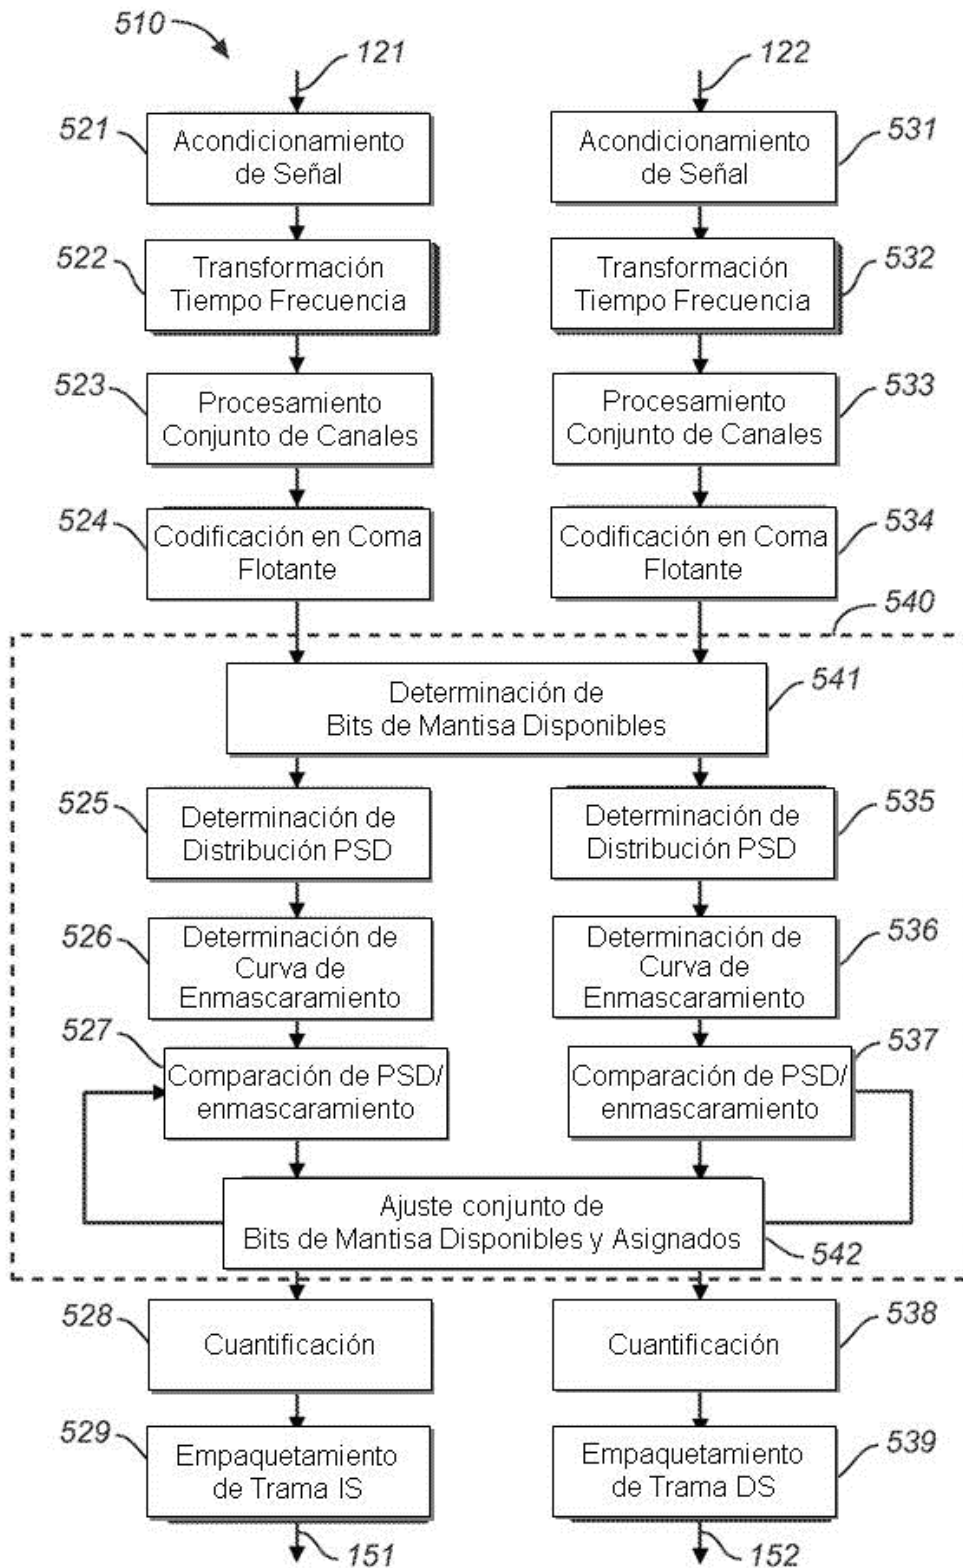 510
121
122
521
Acondicionamiento
de Señal
Acondicionamiento
de Señal
531
522
Transformación
Tiempo Frecuencia
Transformación
Tiempo Frecuencia
532
523
Procesamiento
Conjunto de Canales
Procesamiento
Conjunto de Canales
533
524
Codificación en Coma
Flotante
Codificación en Coma
Flotante
534
540
Determinación de
Bits de Mantisa Disponibles
541
525
Determinación de
Distribución PSD
Determinación de
Distribución PSD
535
526
Determinación de
Curva de
Enmascaramiento
Determinación de
Curva de
Enmascaramiento
536
527
Comparación de PSD/
enmascaramiento
Comparación de PSD/
enmascaramiento
537
Ajuste conjunto de
Bits de Mantisa Disponibles y Asignados
542
528
Cuantificación
Cuantificación
538
529
Empaquetamiento
de Trama IS
Empaquetamiento
de Trama DS
539
151
152